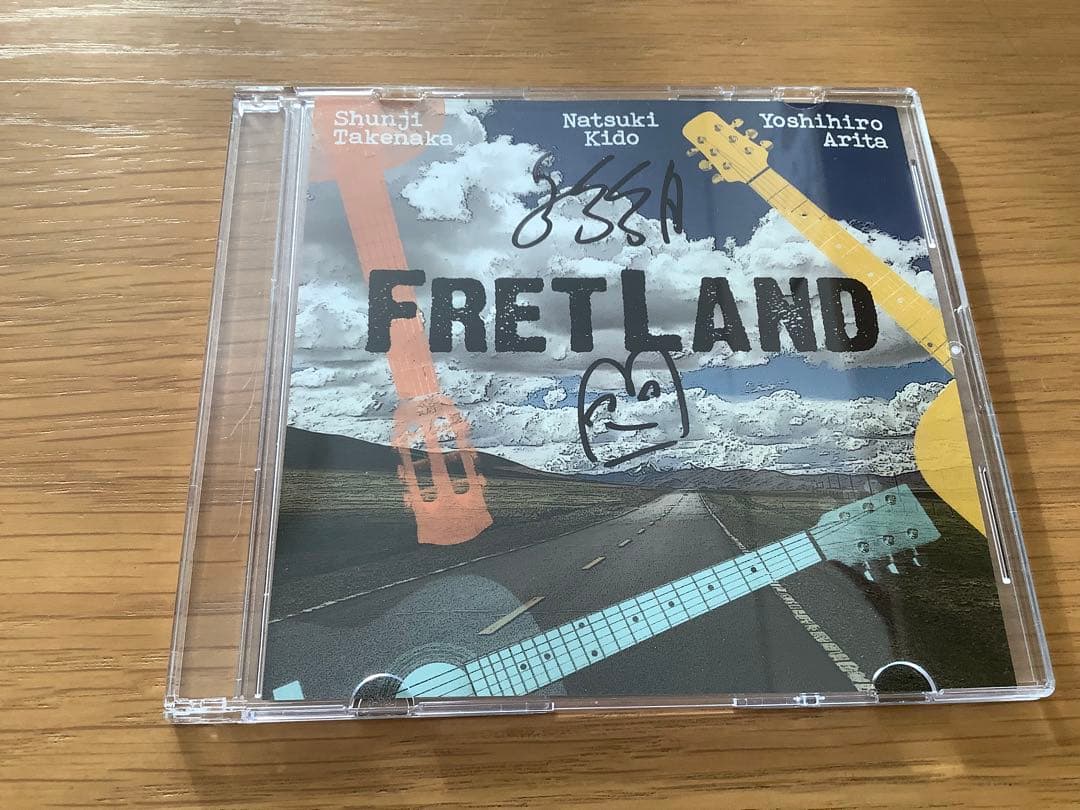 Shunji
Takenaka
Natsuki
Kido
Yoshihiro
Arita
FRETLAND